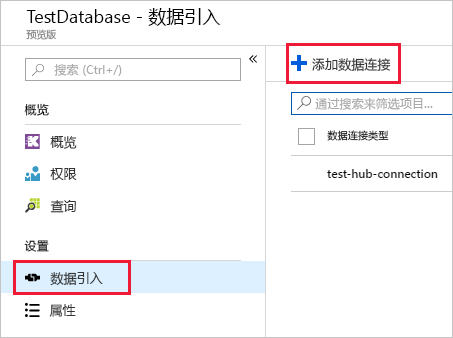 TestDatabase - 数据引入
预览版
搜索 (Ctrl+/)
«
概览
概览
权限
查询
设置
数据引入
属性
添加数据连接
通过搜索来筛选项目...
数据连接类型
test-hub-connection